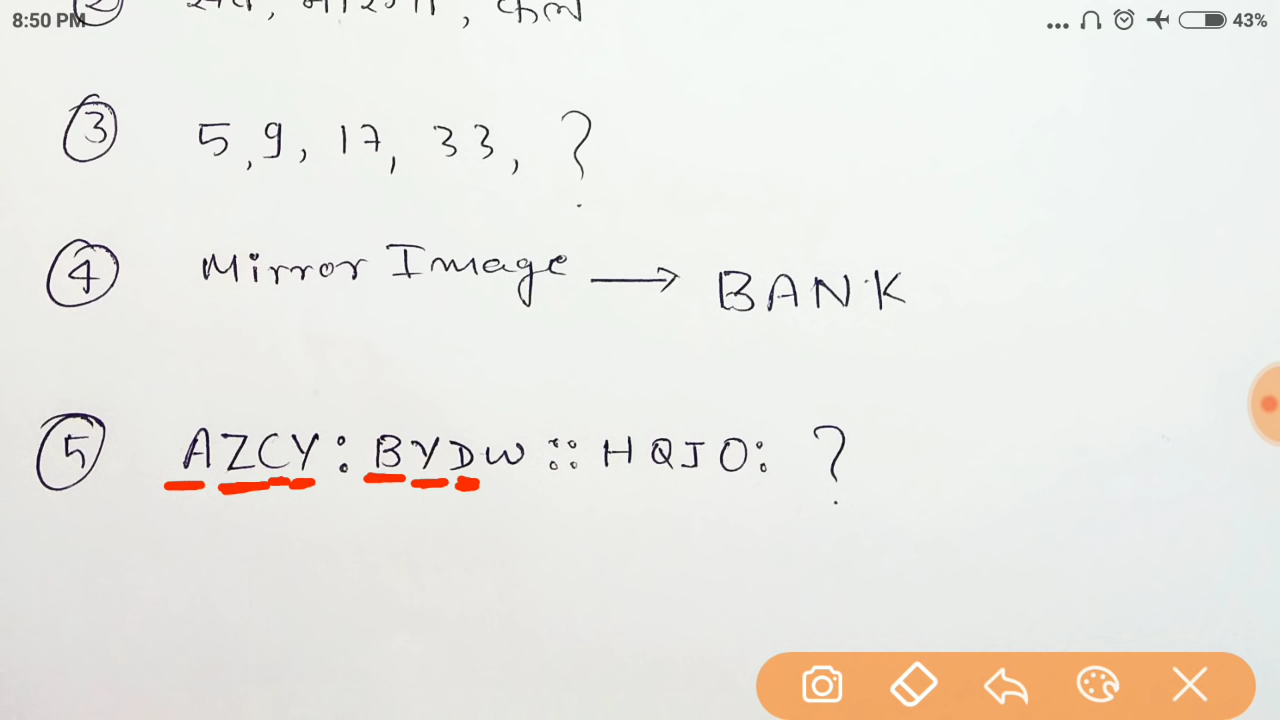 8:50 PM ... 43%
3 5, 9, 17, 33, ?
4 Mirror Image → BANK
5 AZCY : BYDW :: HQJO: ?